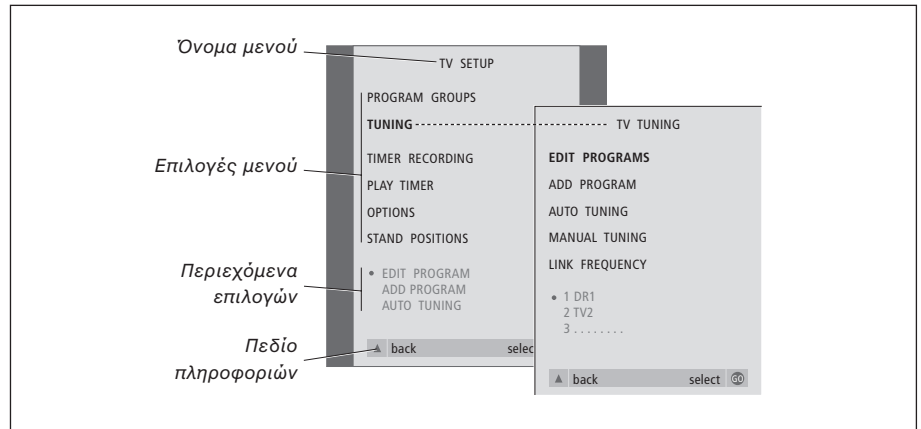 Όνομα μενού
Επιλογές μενού
Περιεχόμενα
επιλογών
Πεδίο
πληροφοριών
TV SETUP
PROGRAM GROUPS
TUNING
TIMER RECORDING
PLAY TIMER
OPTIONS
STAND POSITIONS
• EDIT PROGRAM
ADD PROGRAM
AUTO TUNING
▲ back selec
TV TUNING
EDIT PROGRAMS
ADD PROGRAM
AUTO TUNING
MANUAL TUNING
LINK FREQUENCY
• 1 DR1
2 TV2
3 . . . . . . . .
▲ back select GO